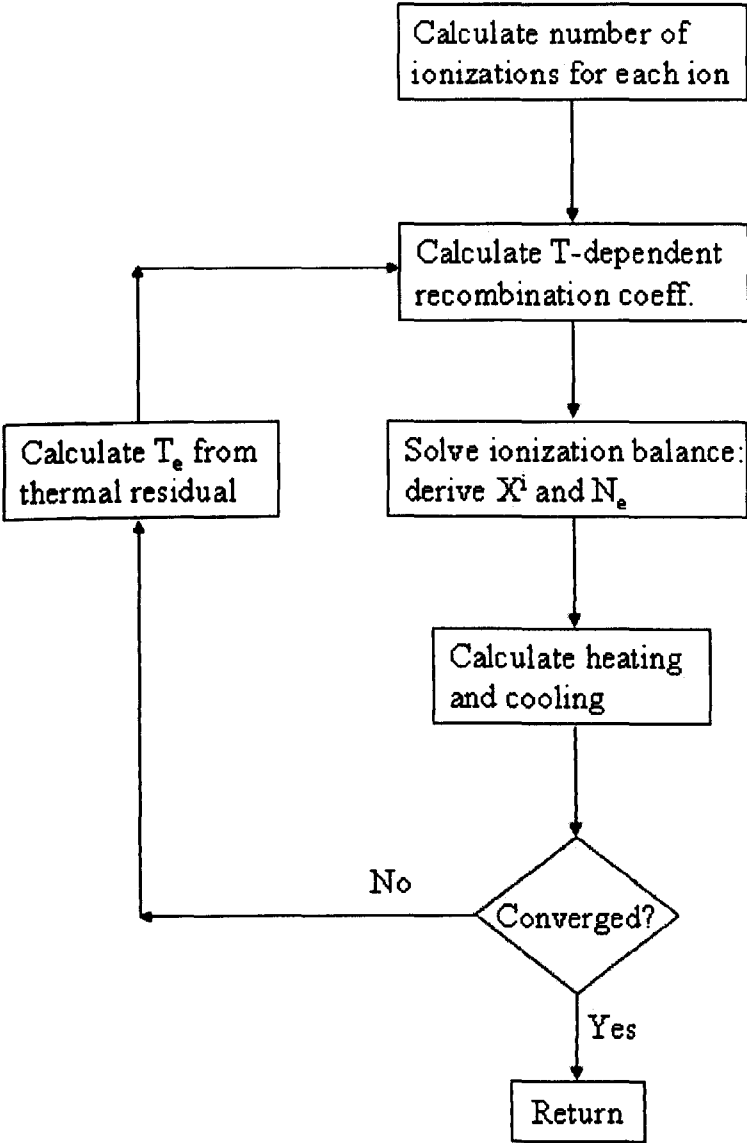 Calculate number of
ionizations for each ion
Calculate T-dependent
recombination coeff.
Calculate Te from
thermal residual
Solve ionization balance:
derive Xi and Ne
Calculate heating
and cooling
No
Converged?
Yes
Return